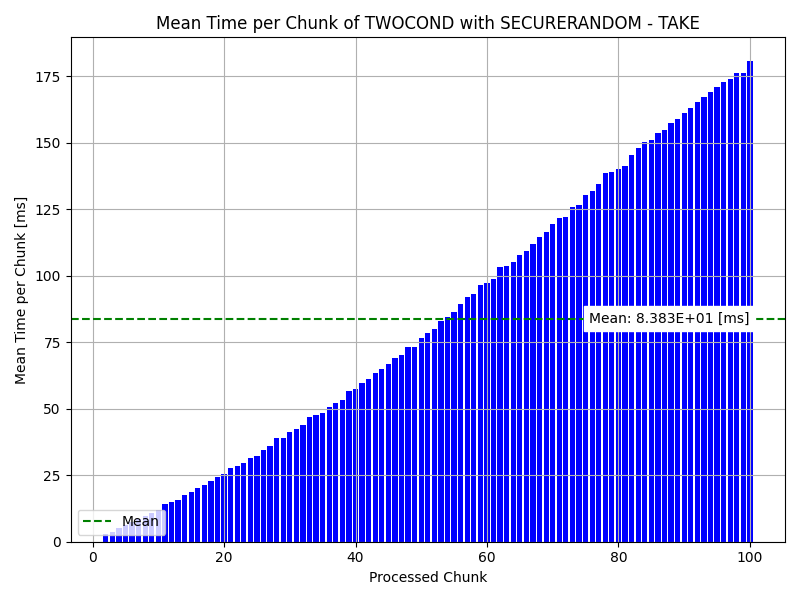 Mean Time per Chunk of TWOCOND with SECURERANDOM - TAKE
Mean Time per Chunk [ms]
175
150
125
100
75
50
25
0
Mean: 8.383E+01 [ms]
Mean
0 20 40 60 80 100
Processed Chunk